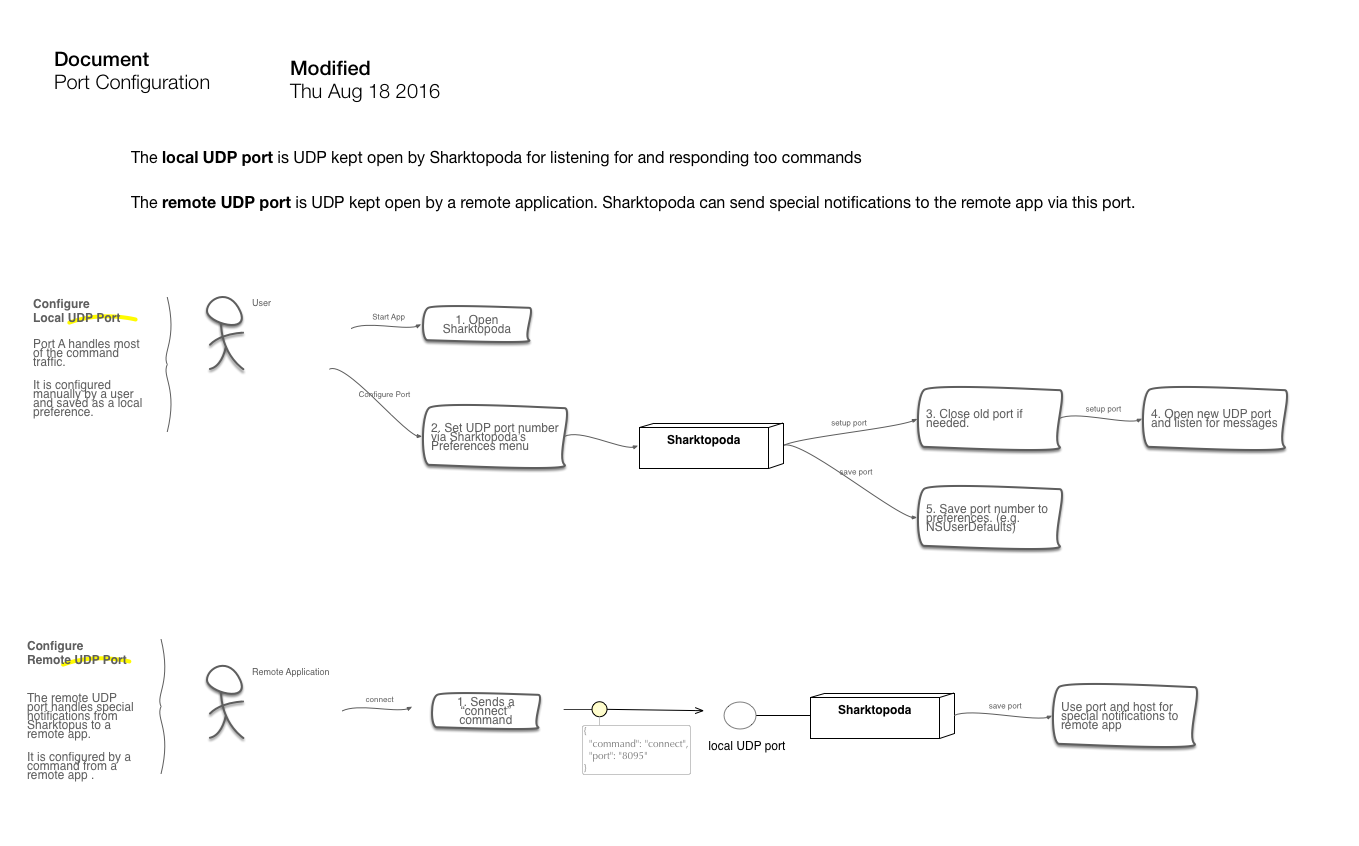 Document
Port Configuration
Modified
Thu Aug 18 2016
The local UDP port is UDP kept open by Sharktopoda for listening for and responding too commands
The remote UDP port is UDP kept open by a remote application. Sharktopoda can send special notifications to the remote app via this port.
Configure
Local UDP Port
Port A handles most
of the command
traffic.
It is configured
manually by a user
and saved as a local
preference.
User
Start App
1. Open
Sharktopoda
Configure Port
2. Set UDP port number
via Sharktopoda's
Preferences menu
Sharktopoda
setup port
3. Close old port if
needed.
setup port
4. Open new UDP port
and listen for messages
save port
5. Save port number to
preferences. (e.g.
NSUserDefaults)
Configure
Remote UDP Port
The remote UDP
port handles special
notifications from
Sharktopus to a
remote app.
It is configured by a
command from a
remote app .
Remote Application
connect
1. Sends a
"connect"
command
{
"command": "connect",
"port": "8095"
}
local UDP port
Sharktopoda
save port
Use port and host for
special notifications to
remote app